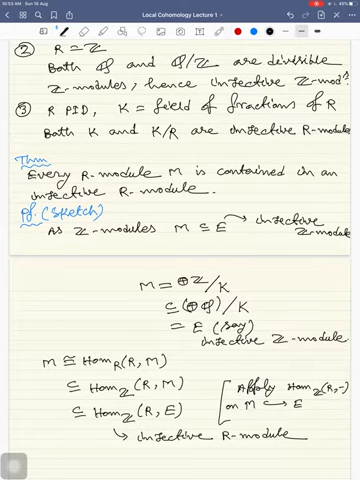 10:53 AM Sun 16 Aug
45%
Local Cohomology Lecture 1
② R = ℤ
Both ℚ and ℚ/ℤ are divisible
ℤ-modules, hence injective ℤ-mod.
③ R PID, K = field of fractions of R
Both K and K/R are injective R-modules
Thm
Every R-module M is contained in an
injective R-module.
Pf. (Sketch)
As ℤ-modules M ⊆ E → injective
ℤ-module
M = ⊕ℤ/K
⊆ (⊕ℚ)/K
= E (say)
injective ℤ-module.
M ≅ Hom_R(R, M)
⊆ Hom_ℤ(R, M)
⊆ Hom_ℤ(R, E)
[Apply Hom_ℤ(R,-)
on M ↪ E
↳ injective R-module